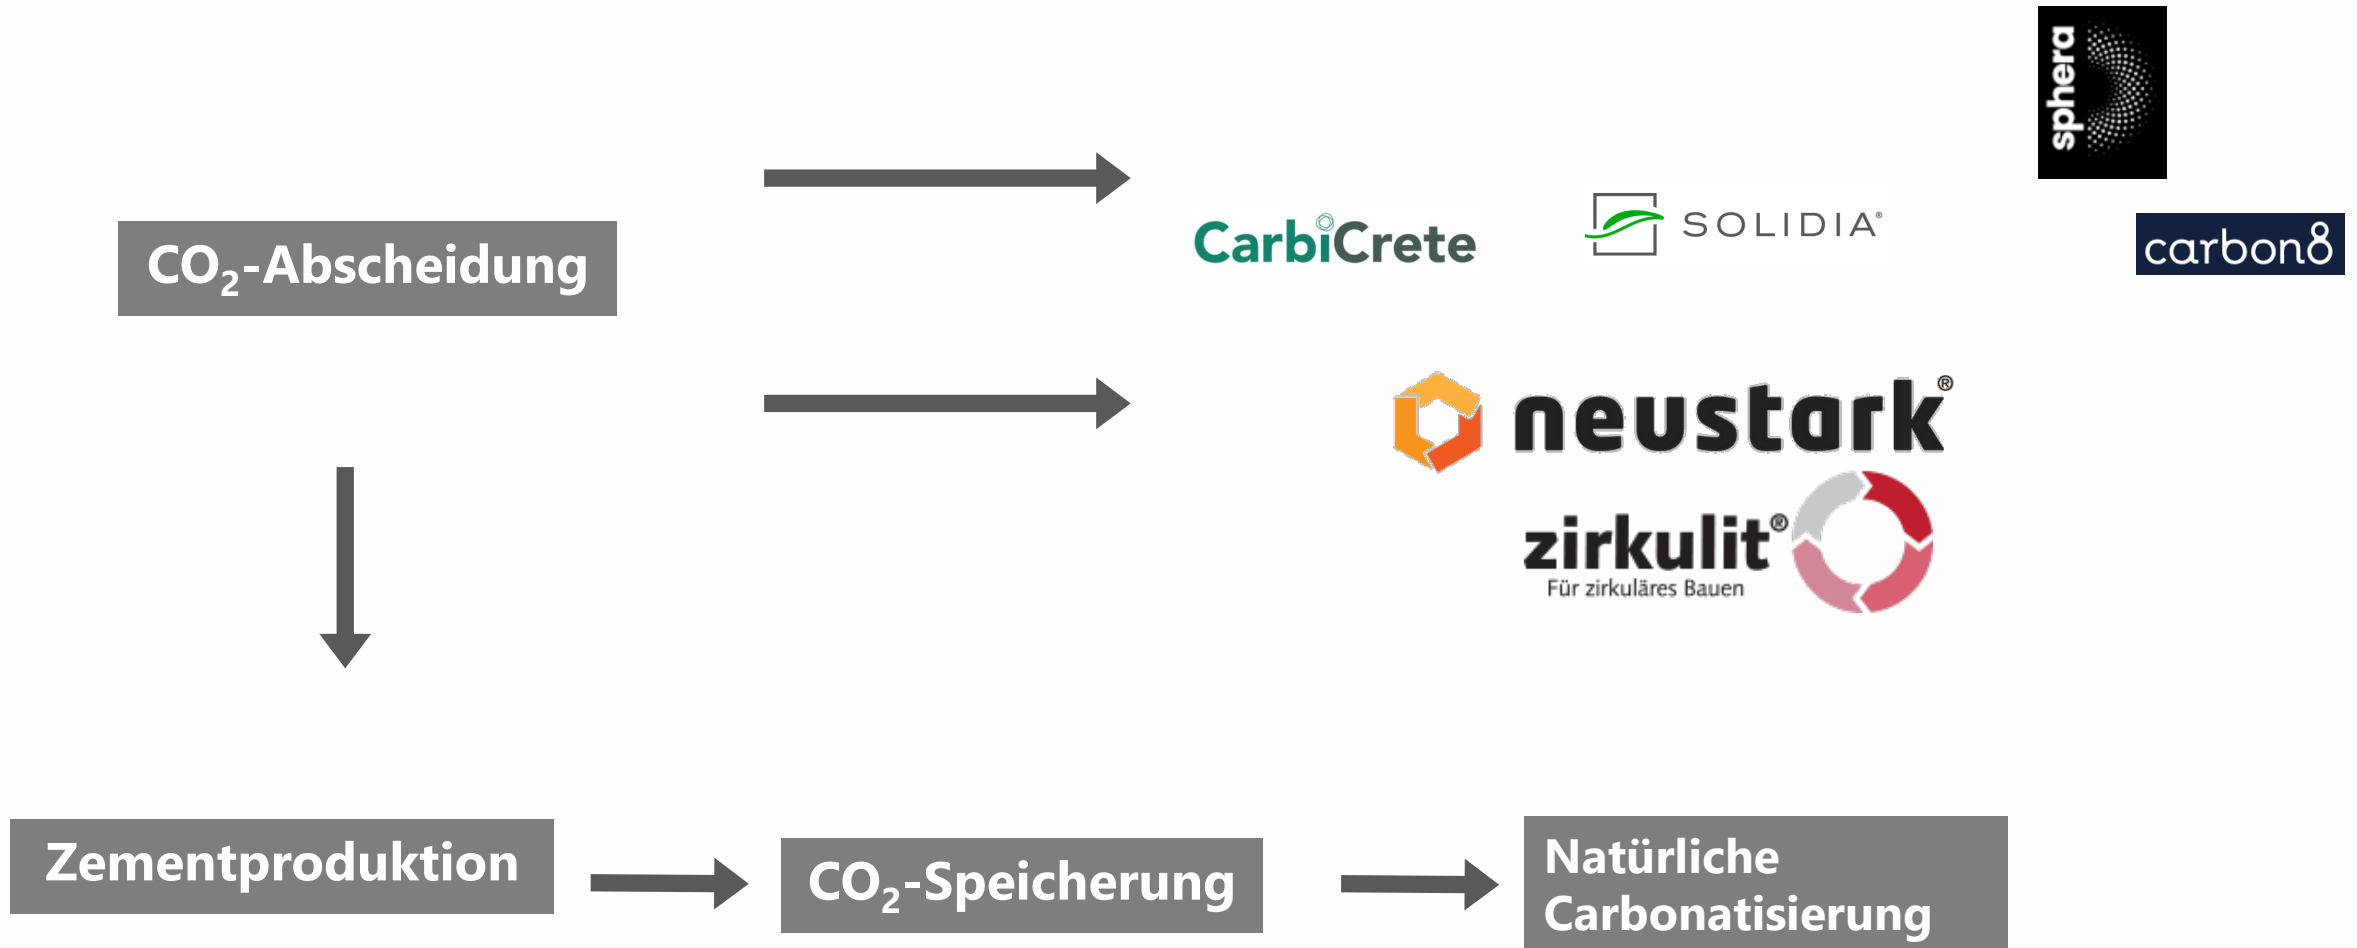 sphera
CO₂-Abscheidung
CarbiCrete
SOLIDIA®
carbon8
neustark®
zirkulit®
Für zirkuläres Bauen
Zementproduktion
CO₂-Speicherung
Natürliche
Carbonatisierung